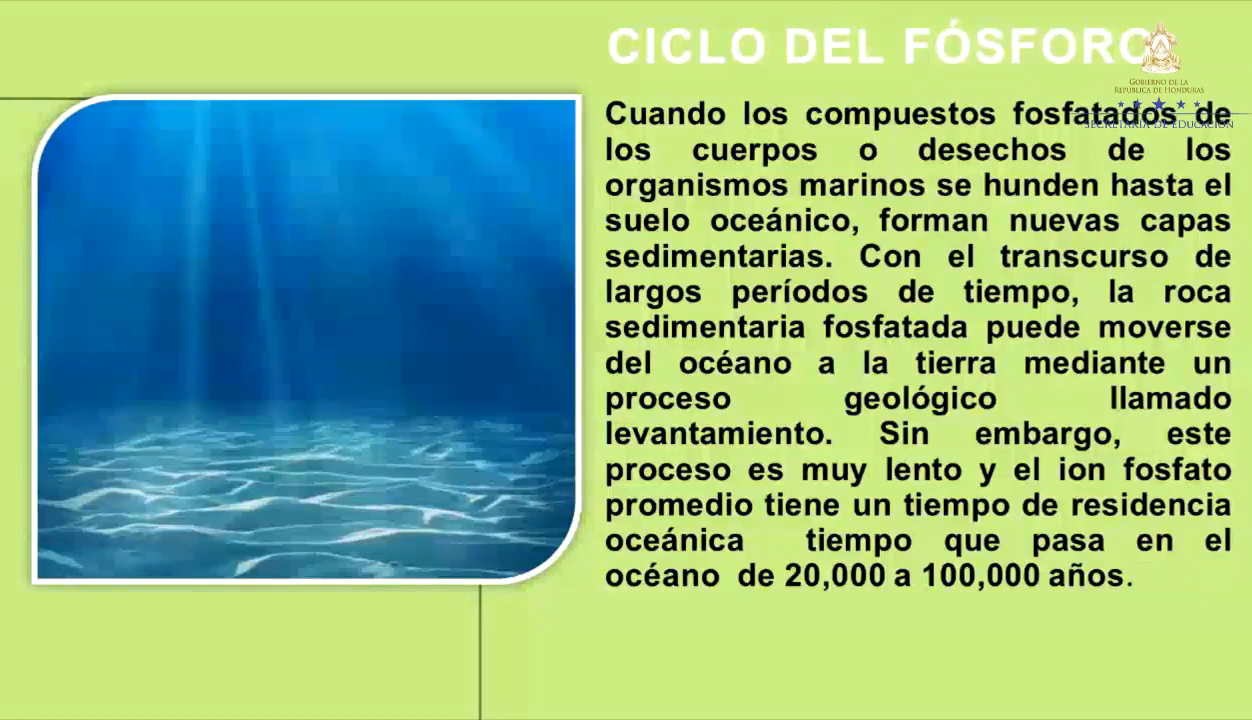 CICLO DEL FÓSFORO
GOBIERNO DE LA
REPÚBLICA DE HONDURAS
SECRETARÍA DE EDUCACIÓN
Cuando los compuestos fosfatados de
los cuerpos o desechos de los
organismos marinos se hunden hasta el
suelo oceánico, forman nuevas capas
sedimentarias. Con el transcurso de
largos períodos de tiempo, la roca
sedimentaria fosfatada puede moverse
del océano a la tierra mediante un
proceso geológico llamado
levantamiento. Sin embargo, este
proceso es muy lento y el ion fosfato
promedio tiene un tiempo de residencia
oceánica tiempo que pasa en el
océano de 20,000 a 100,000 años.